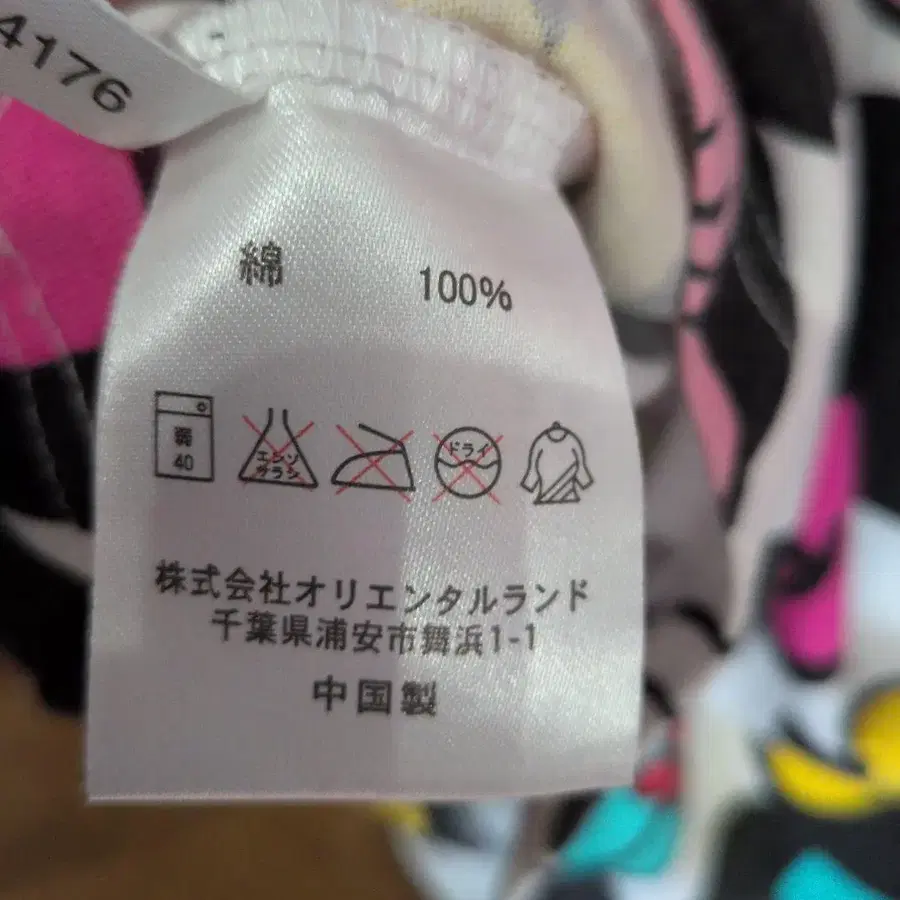 4176
綿 100%
弱
40
エンソ
サラシ
ドライ
株式会社オリエンタルランド
千葉県浦安市舞浜1-1
中国製